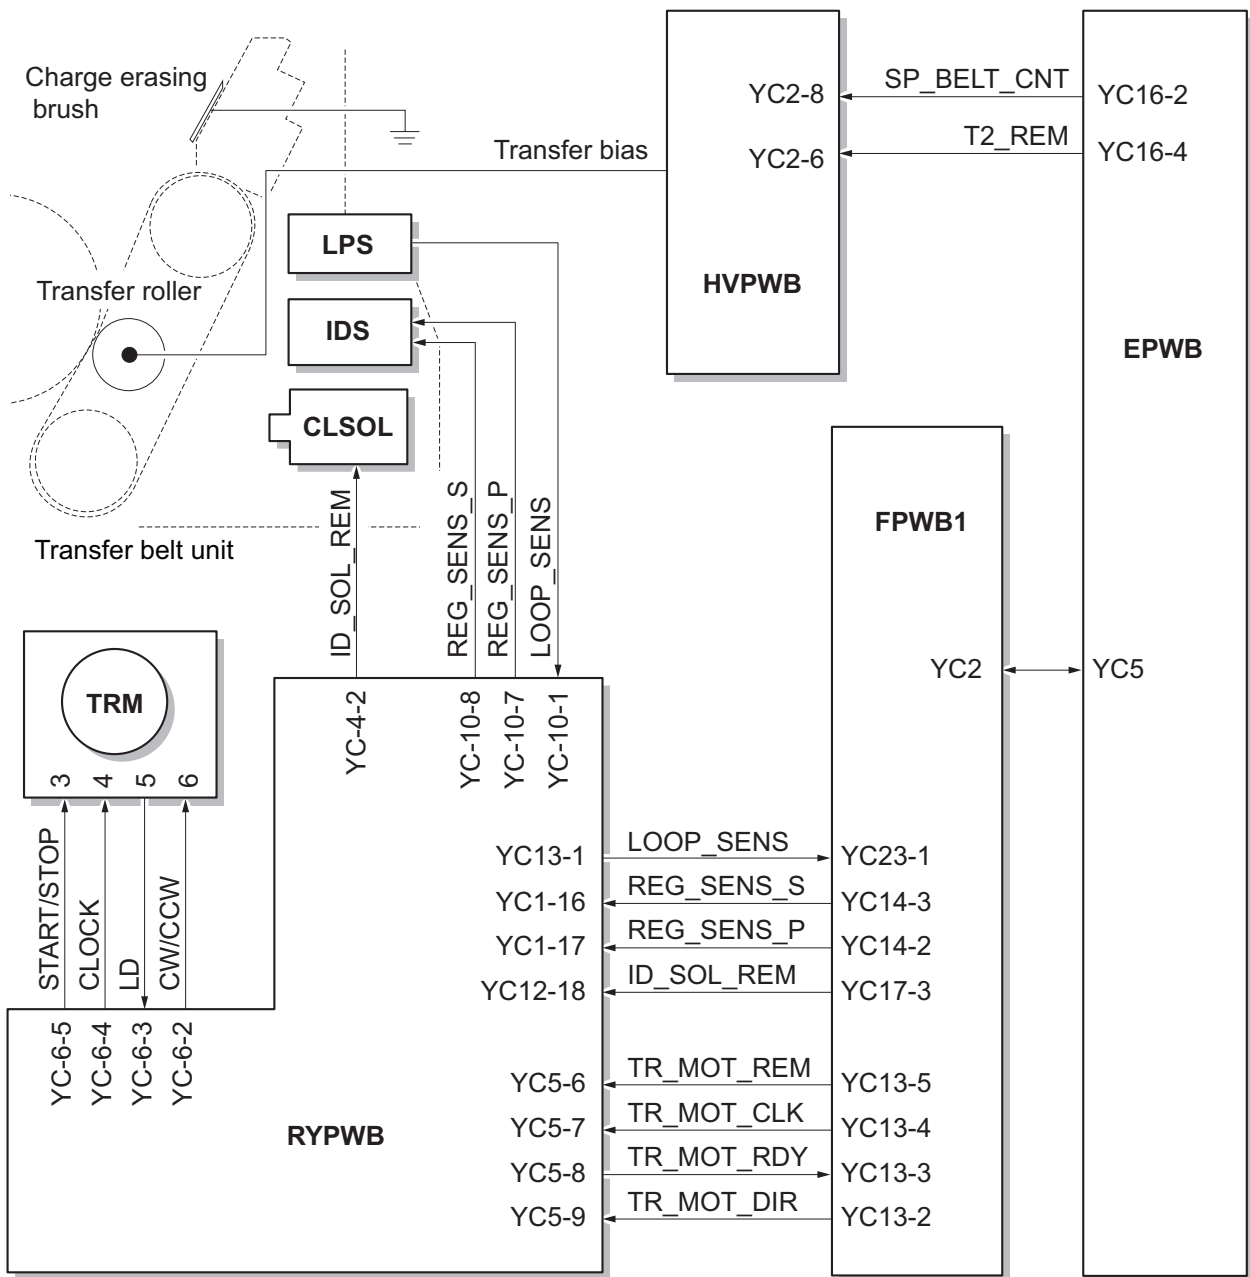 Charge erasing
brush
Transfer bias
SP_BELT_CNT
T2_REM
YC2-8
YC2-6
YC16-2
YC16-4
HVPWB
EPWB
LPS
IDS
CLSOL
Transfer roller
Transfer belt unit
FPWB1
YC2
YC5
ID_SOL_REM
REG_SENS_S
REG_SENS_P
LOOP_SENS
YC-4-2
YC-10-8
YC-10-7
YC-10-1
TRM
3
4
5
6
START/STOP
CLOCK
LD
CW/CCW
YC-6-5
YC-6-4
YC-6-3
YC-6-2
RYPWB
YC13-1 LOOP_SENS YC23-1
YC1-16 REG_SENS_S YC14-3
YC1-17 REG_SENS_P YC14-2
YC12-18 ID_SOL_REM YC17-3
YC5-6 TR_MOT_REM YC13-5
YC5-7 TR_MOT_CLK YC13-4
YC5-8 TR_MOT_RDY YC13-3
YC5-9 TR_MOT_DIR YC13-2